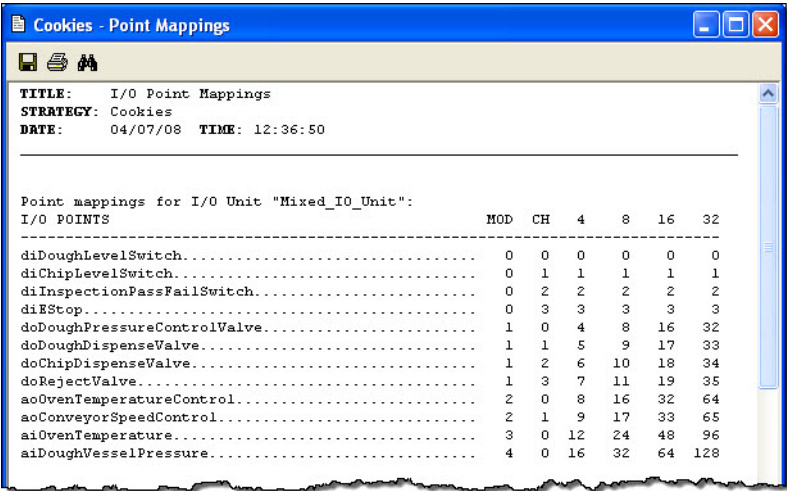 Cookies - Point Mappings
TITLE: I/O Point Mappings
STRATEGY: Cookies
DATE: 04/07/08 TIME: 12:36:50
Point mappings for I/O Unit "Mixed_IO_Unit":
I/O POINTS MOD CH 4 8 16 32
diDoughLevelSwitch................................. 0 0 0 0 0 0
diChipLevelSwitch.................................. 0 1 1 1 1 1
diInspectionPassFailSwitch......................... 0 2 2 2 2 2
diEStop............................................ 0 3 3 3 3 3
doDoughPressureControlValve........................ 1 0 4 8 16 32
doDoughDispenseValve............................... 1 1 5 9 17 33
doChipDispenseValve................................ 1 2 6 10 18 34
doRejectValve...................................... 1 3 7 11 19 35
aoOvenTemperatureControl........................... 2 0 8 16 32 64
aoConveyorSpeedControl............................. 2 1 9 17 33 65
aiOvenTemperature.................................. 3 0 12 24 48 96
aiDoughVesselPressure.............................. 4 0 16 32 64 128